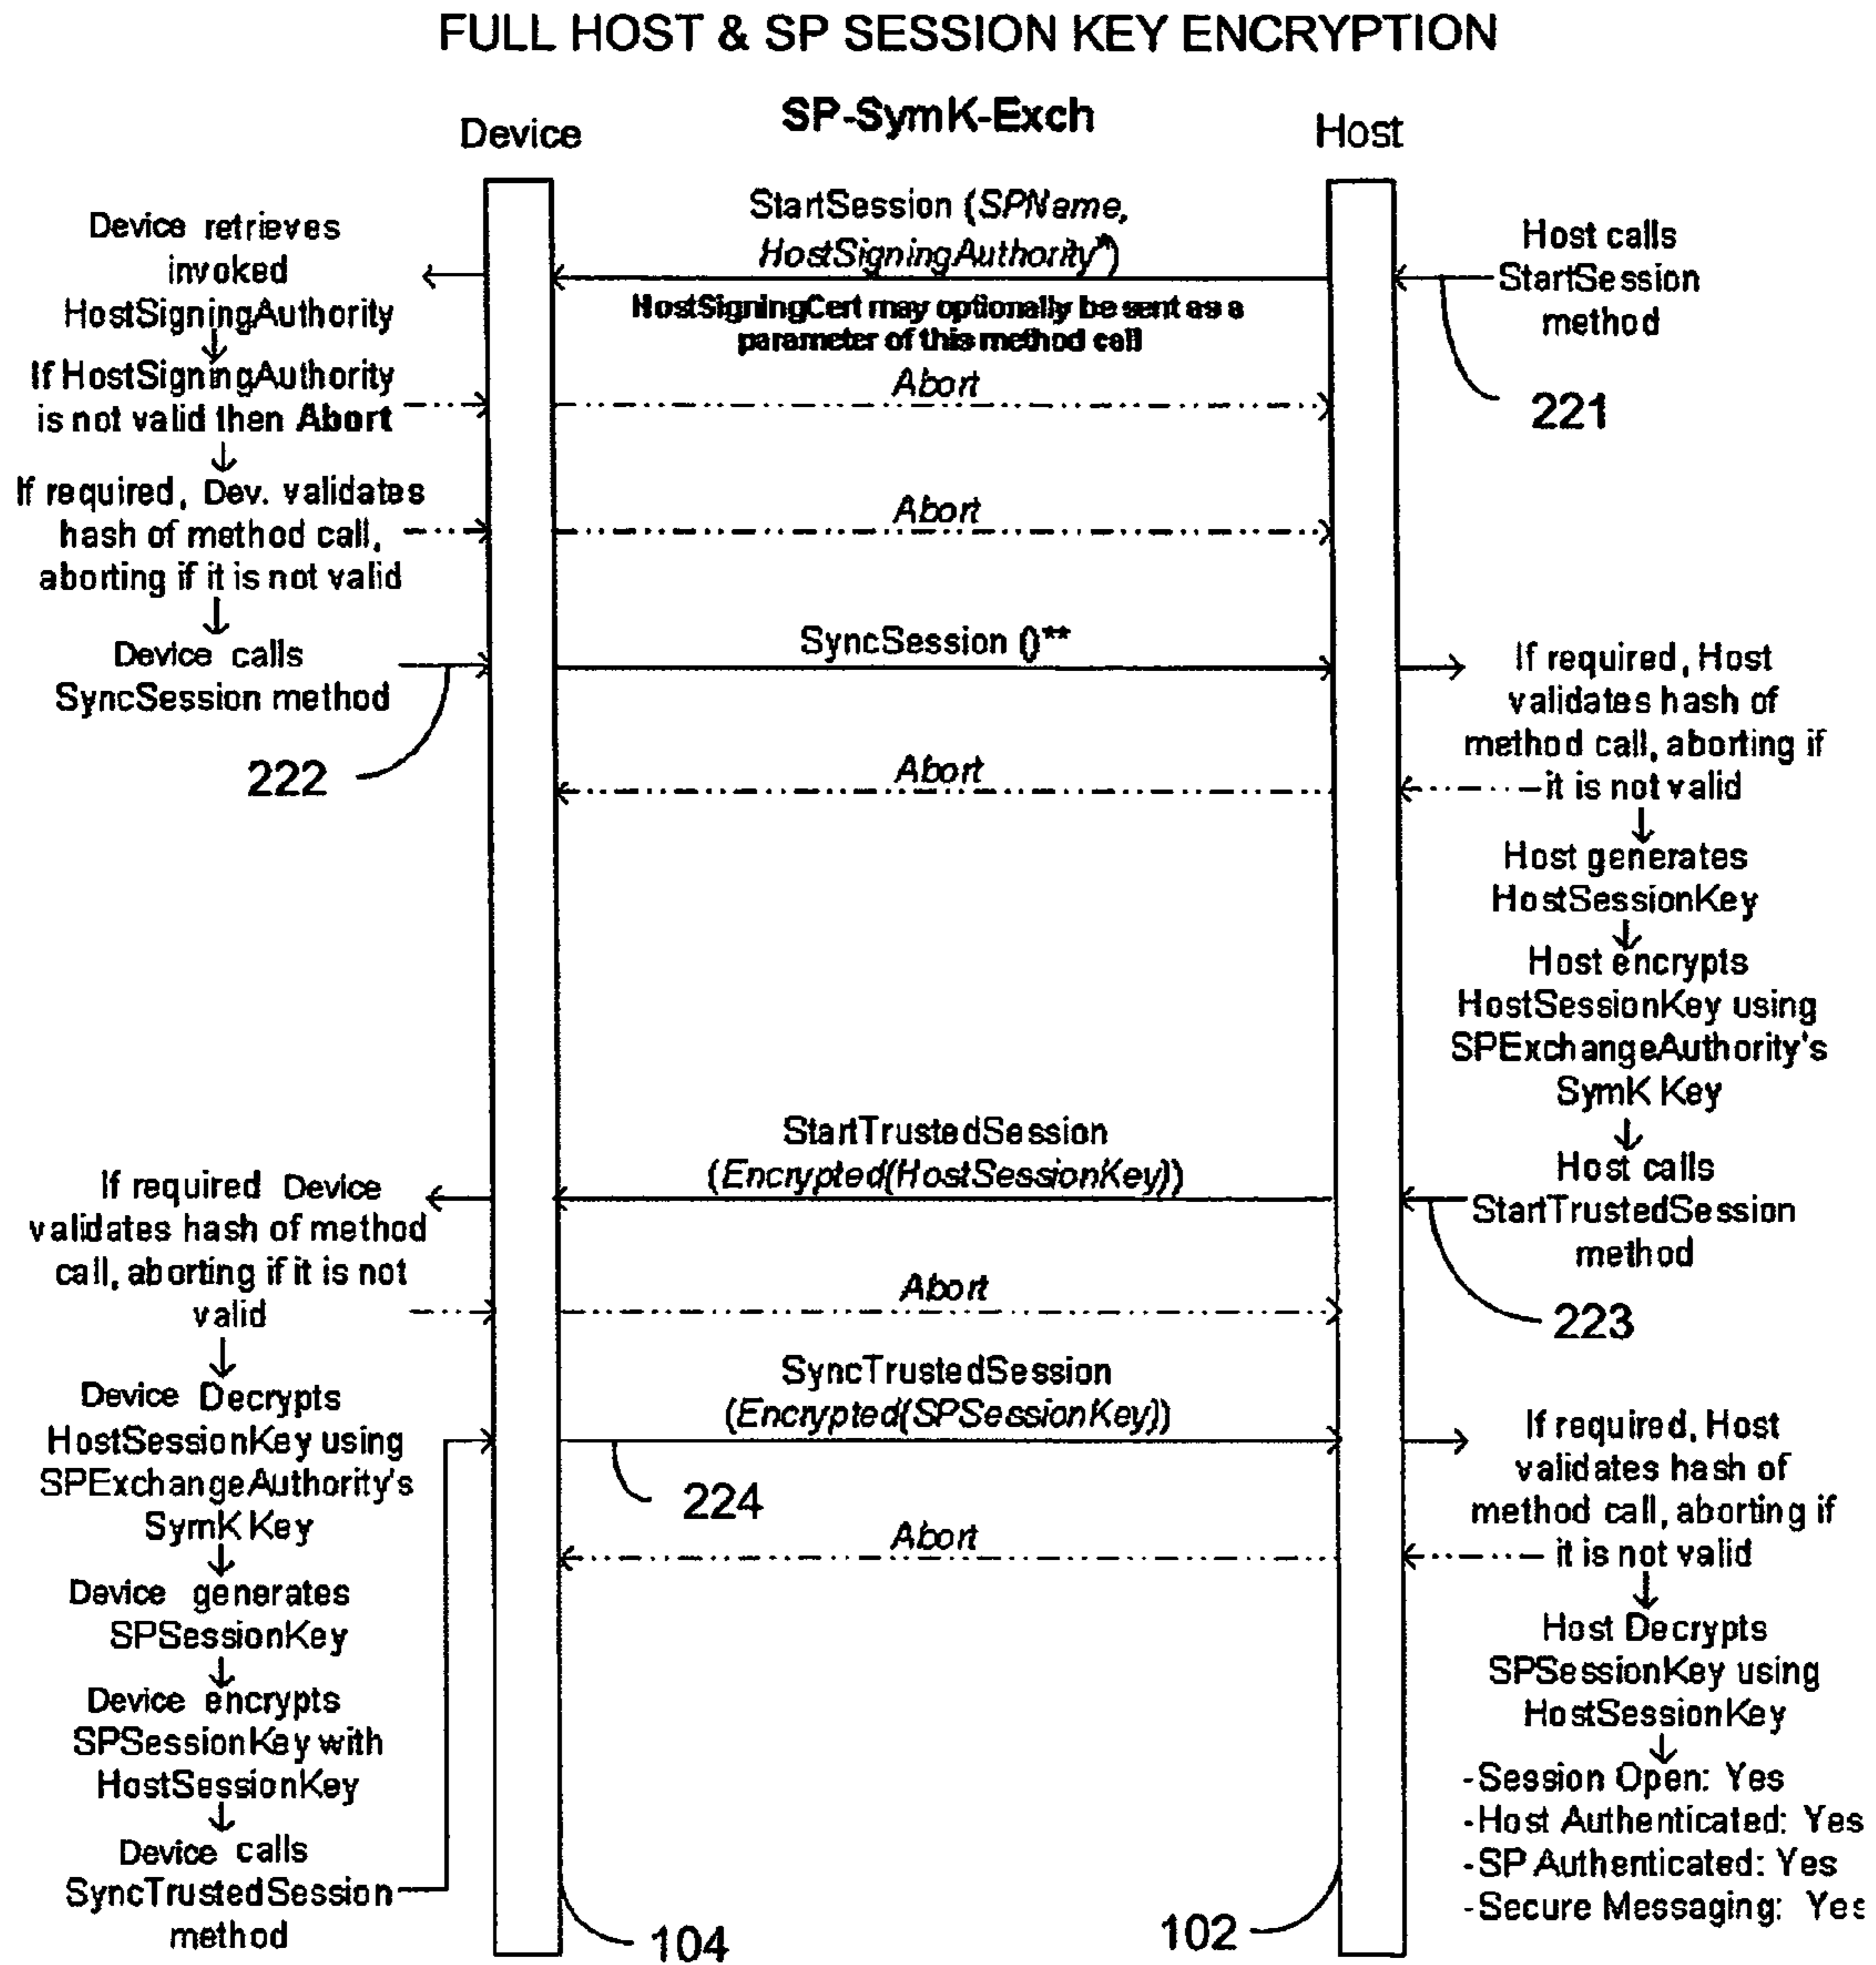 FULL HOST & SP SESSION KEY ENCRYPTION
SP-SymK-Exch
Device
Host
StartSession (SPName,
HostSigningAuthority*)
HostSigningCert may optionally be sent as a
parameter of this method call
Host calls
StartSession
method
221
Device retrieves
invoked
HostSigningAuthority
If HostSigningAuthority
is not valid then Abort
Abort
If required, Dev. validates
hash of method call,
aborting if it is not valid
Abort
Device calls
SyncSession method
222
SyncSession ()**
If required, Host
validates hash of
method call, aborting if
it is not valid
Abort
Host generates
HostSessionKey
Host encrypts
HostSessionKey using
SPExchangeAuthority's
SymK Key
Host calls
StartTrustedSession
method
223
StartTrustedSession
(Encrypted(HostSessionKey))
If required Device
validates hash of method
call, aborting if it is not
valid
Abort
Device Decrypts
HostSessionKey using
SPExchangeAuthority's
SymK Key
Device generates
SPSessionKey
Device encrypts
SPSessionKey with
HostSessionKey
Device calls
SyncTrustedSession
method
SyncTrustedSession
(Encrypted(SPSessionKey))
224
If required, Host
validates hash of
method call, aborting if
it is not valid
Abort
Host Decrypts
SPSessionKey using
HostSessionKey
-Session Open: Yes
-Host Authenticated: Yes
-SP Authenticated: Yes
-Secure Messaging: Yes
104
102